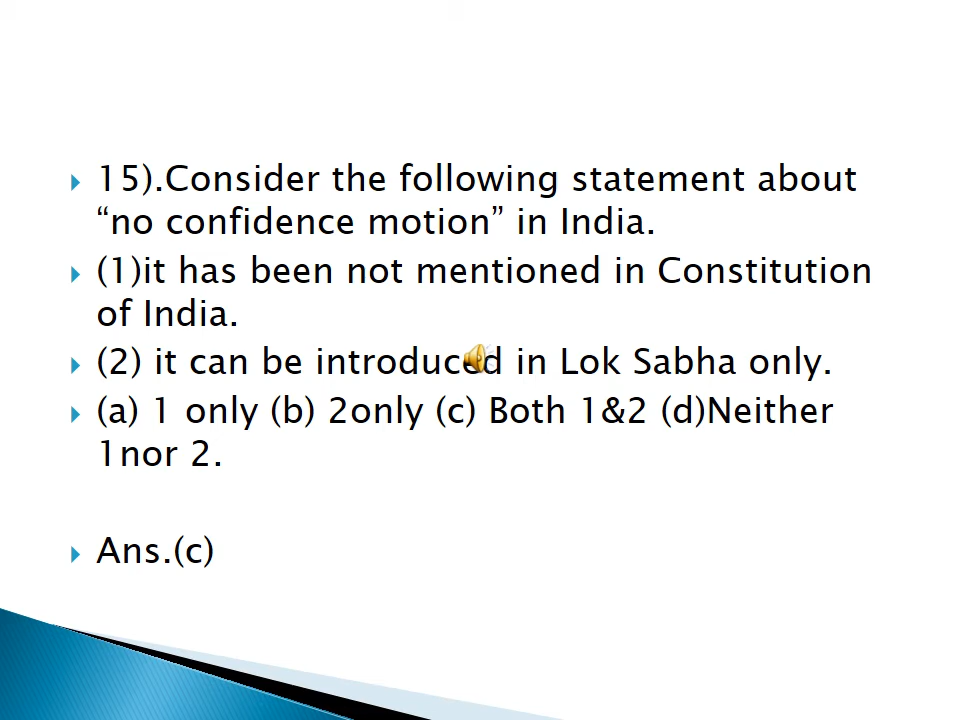 15).Consider the following statement about
“no confidence motion” in India.
(1)it has been not mentioned in Constitution
of India.
(2) it can be introduced in Lok Sabha only.
(a) 1 only (b) 2only (c) Both 1&2 (d)Neither
1nor 2.
Ans.(c)